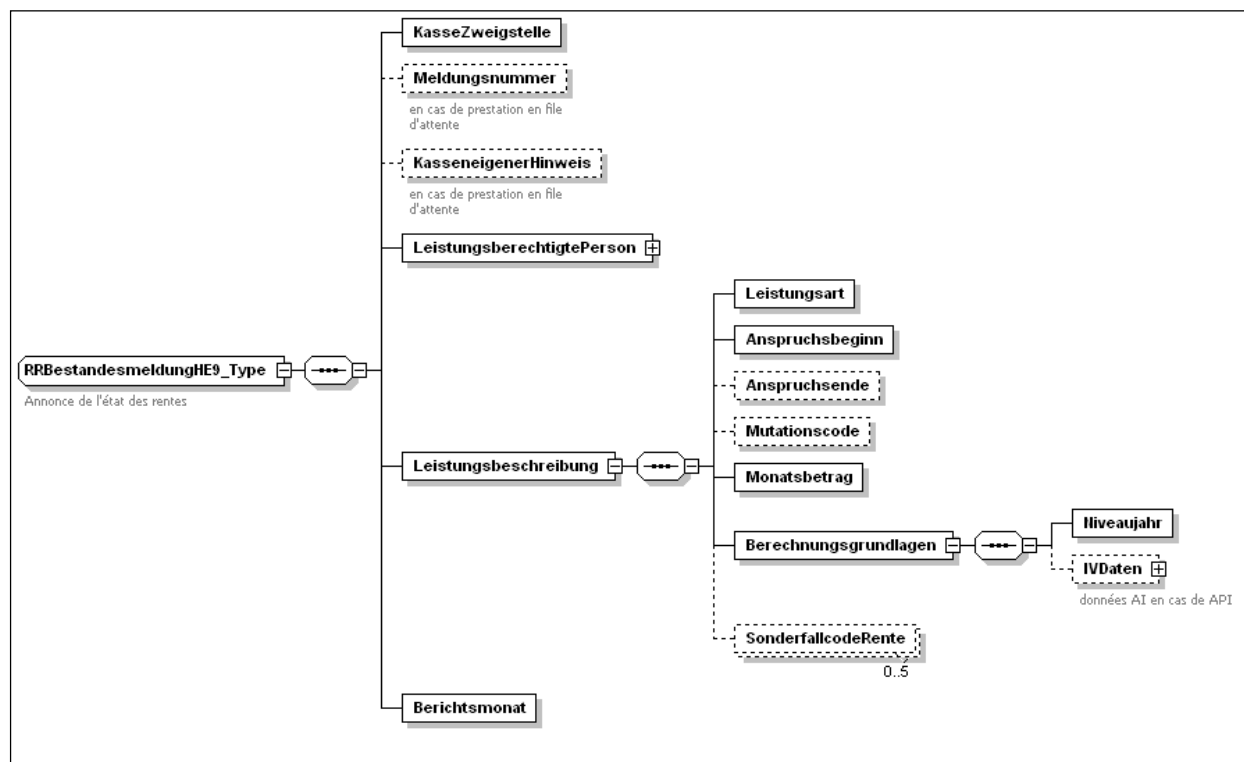 KasseZweigstelle
Meldungsnummer
en cas de prestation en file
d'attente
KasseneigenerHinweis
en cas de prestation en file
d'attente
LeistungsberechtigtePerson
RRBestandesmeldungHE9_Type
Annonce de l'état des rentes
Leistungsbeschreibung
Leistungsart
Anspruchsbeginn
Anspruchsende
Mutationscode
Monatsbetrag
Berechnungsgrundlagen
Niveaujahr
IVDaten
données AI en cas de API
SonderfallcodeRente
0..5
Berichtsmonat